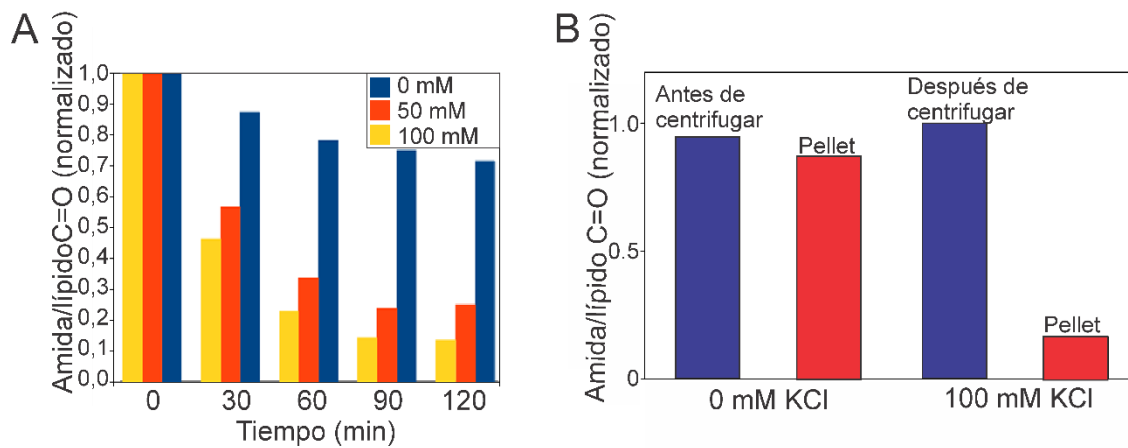 A
Amida/lípidoC=O (normalizado)
1,0
0,9
0,8
0,7
0,6
0,5
0,4
0,3
0,2
0,1
0,0
0 mM
50 mM
100 mM
0 30 60 90 120
Tiempo (min)
B
Amida/lípido C=O (normalizado)
1.0
0.5
0
Antes de
centrifugar
Pellet
Después de
centrifugar
Pellet
0 mM KCl 100 mM KCl